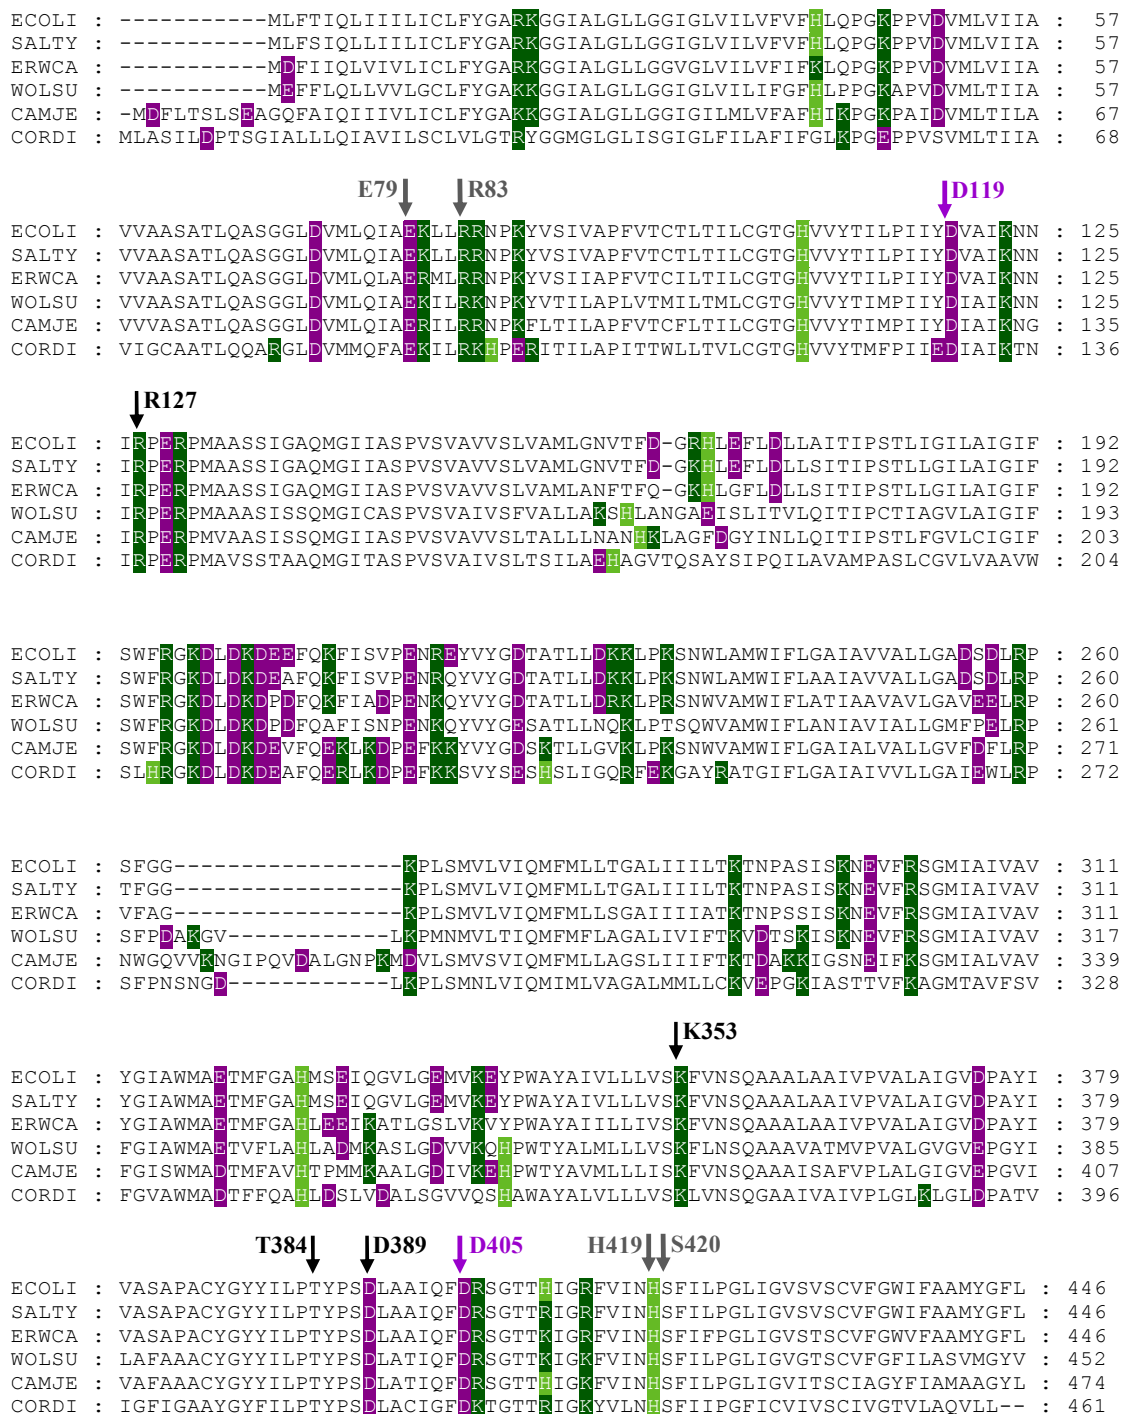 ECOLI : -----------MLFTIQLIIILICLFYGARKGGIALGLLGGIGLVILVFVFHLQPGKPPVDVMLVIIA : 57
SALTY : -----------MLFSIQLLIILICLFYGARKGGIALGLLGGIGLVILVFVFHLQPGKPPVDVMLVIIA : 57
ERWCA : -----------MDFIIQLVIVLICLFYGARKGGIALGLLGGVGLVILVFIFKLQPGKPPVDVMLVIIA : 57
WOLSU : -----------MEFFLQLLVVLGCLFYGAKKGGIALGLLGGIGLVILIFGFHLPPGKAPVDVMLTIIA : 57
CAMJE : -MDFLTSLSEAGQFAIQIIIVLICLFYGAKKGGIALGLLGGIGILMLVFAFHIKPGKPAIDVMLTILA : 67
CORDI : MLASILDPTSGIALLLLQIAVILSCLVLGTRYGGMGLGLISGIGLFILAFIFGLKPGEPPVSVMLTIIA : 68
E79 R83 D119
ECOLI : VVAASATLQASGGLDVMLQIAEKLLRRNPKYVSIVAPFVTCTLTILCGTGHVVYTILPIIYDVAIKNN : 125
SALTY : VVAASATLQASGGLDVMLQIAEKLLRRNPKYVSIVAPFVTCTLTILCGTGHVVYTILPIIYDVAIKNN : 125
ERWCA : VVAASATLQASGGLDVMLQLAERMLRRNPKYVSIIAPFVTCILTILCGTGHVVYTILPIIYDVAIKNN : 125
WOLSU : VVAASATLQASGGLDVMLQIAEKILRKNPKYVTILAPLVTMILTMLCGTGHVVYTIMPIIYDVAIKNN : 125
CAMJE : VVVASATLQASGGLDVMLQIAERILRRNPKFLTILAPFVTCFLTILCGTGHVVYTIMPIIYDIAIKNG : 135
CORDI : VIGCAATLQQARGLDVMMQFAEKILRKHPERITILAPITTWLLTVLCGTGHVVYTMFPIIEDIAIKTN : 136
R127
ECOLI : IRPERPMAASSIGAQMGIIASPVSVAVVSLVAMLGNVTFD-GRHLEFLDLLAITIPSTLIGILAIGIF : 192
SALTY : IRPERPMAASSIGAQMGIIASPVSVAVVSLVAMLGNVTFD-GKHLEFLDLLSITIPSTLLGILAIGIF : 192
ERWCA : IRPERPMAASSIGAQMGIIASPVSVAVVSLVAMLANFTFQ-GKHLGFLDLLSITIPSTLLGILAIGIF : 192
WOLSU : IRPERPMAAASISSQMGICASPVSVAIVSFVALLAKSHLANGAEISLITVLQITIPCTIAGVLAIGIF : 193
CAMJE : IRPERPMVAASISSQMGIIASPVSVAVVSLTALLLNANHKLAGFDGYINLLQITIPSTLFGVLCIGIF : 203
CORDI : IRPERPMAVSSTAAQMGITASPVSVAIVSLTSILAEHAGVTQSAYSIPQILAVAMPASLCGVLVAAVW : 204
ECOLI : SWFRGKDLDKDEEFQKFISVPENREYVYGDTATLLDKKLPKSNWLAMWIFLGAIAVVALLGADSDLRP : 260
SALTY : SWFRGKDLDKDEAFQKFISVPENRQYVYGDTATLLDKKLPKSNWLAMWIFLAAIAVVALLGADSDLRP : 260
ERWCA : SWFRGKDLDKDPDFQKFIADPENKQYVYGDTATLLDRKLPRSNWVAMWIFLATIAAVAVLGAVEELRP : 260
WOLSU : SWFRGKDLDKDPDFQAFISNPENKQYVYGESATLLNQKLPTSQWVAMWIFLANIAVIALLGMFPELRP : 261
CAMJE : SWFRGKDLDKDEVFQEKLKDPEFKKYVYGDSKTLLGVKLPKSNWVAMWIFLGAIALVALLGVFDFLRP : 271
CORDI : SLHRGKDLDKDEAFQERLKDPEFKKSVYSESHSLIGQRFEKGAYRATGIFLGAIAIVVLLGAIEWLRP : 272
ECOLI : SFGG-----------------KPLSMVLVIQMFMLLTGALIIILTKTNPASISKNEVFRSGMIAIVAV : 311
SALTY : TFGG-----------------KPLSMVLVIQMFMLLTGALIIILTKTNPASISKNEVFRSGMIAIVAV : 311
ERWCA : VFAG-----------------KPLSMVLVIQMFMLLSGAIIIIATKTNPSSISKNEVFRSGMIAIVAV : 311
WOLSU : SFPDAKGV------------LKPMNMVLTIQMFMFLAGALIVIFTKVDTSKISKNEVFRSGMIALVAV : 317
CAMJE : NWGQVVKNGIPQVDALGNPKMDVLSMVSVIQMFMLLAGSLIIIFTKTDAKKIGSNEIFKSGMIALVAV : 339
CORDI : SFPNSNGD------------LKPLSMNLVIQMIMLVAGALMMLLCKVEPGKIASTTVFKAGMTAVFSV : 328
K353
ECOLI : YGIAWMAETMFGAHMSEIQGVLGEMVKEYPWAYAIVLLLVSKFVNSQAAALAAIVPVALAIGVDPAYI : 379
SALTY : YGIAWMAETMFGAHMSEIQGVLGEMVKEYPWAYAIVLLLVSKFVNSQAAALAAIVPVALAIGVDPAYI : 379
ERWCA : YGIAWMAETMFGAHLEEIKATLGSLVKVYPWAYAIILLIVSKFVNSQAAALAAIVPVALAIGVDPAYI : 379
WOLSU : FGIAWMAETVFLAHLADMKASLGDVVKQHPWTYALMLLLVSKFLNSQAAAVATMVPVALAVGVEPGYI : 385
CAMJE : FGISWMADTMFAVHTPMMKAALGDIVKEHPWTYAVMLLLISKFVNSQAAAISAFVPLALGIGVEPGVI : 407
CORDI : FGVAWMADTFFQAHLDSLVDALSGVVQSHAWAYALVLLLVSKLVNSQGAAIVAIVPLGLKLGLDPATV : 396
T384 D389 D405 H419 S420
ECOLI : VASAPACYGYYILPTYPSDLAAIQFDRSGTTHIGRFVINHSFILPGLIGVSVSCVFGWIFAAMYGFL : 446
SALTY : VASAPACYGYYILPTYPSDLAAIQFDRSGTTRIGRFVINHSFILPGLIGVSVSCVFGWIFAAMYGFL : 446
ERWCA : VASAPACYGYYILPTYPSDLAAIQFDRSGTTKIGRFVINHSFIFPGLIGVSTSCVFGWVFAAMYGFL : 446
WOLSU : LAFAAACYGYYILPTYPSDLATIQFDRSGTTKIGKFVINHSFILPGLIGVGTSCVFGFILASVMGYV : 452
CAMJE : VAFAAACYGYYILPTYPSDLATIQFDRSGTTHIGKFVINHSFILPGLIGVITSCIAGYFIAMAAGYL : 474
CORDI : IGFIGAAYGYFILPTYPSDLACIGFDKTGTTRIGKYVLNHSFIIPGFICVIVSCIVGTVLAQVLL-- : 461